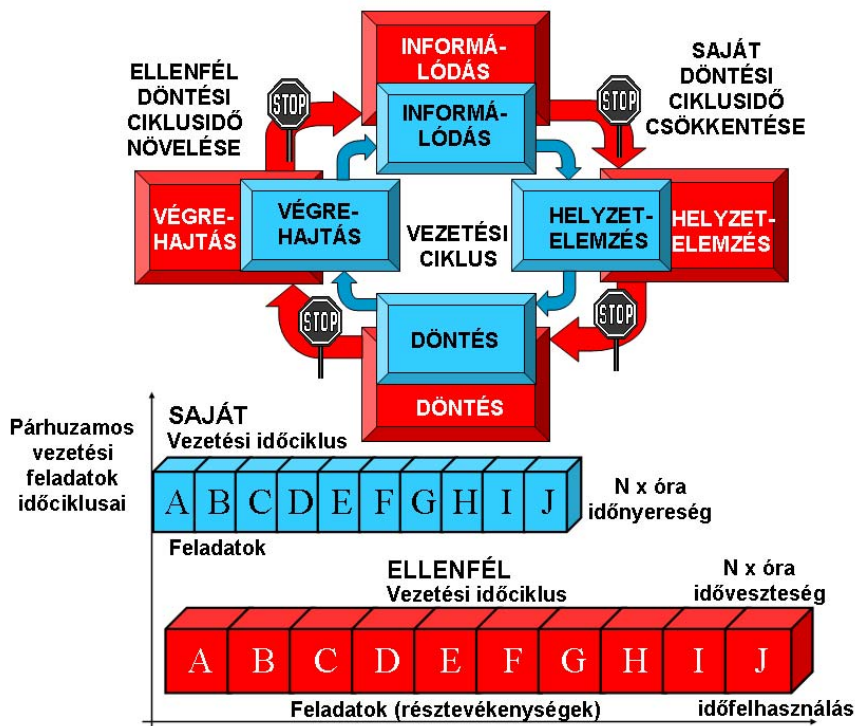 ELLENFÉL
DÖNTÉSI
CIKLUSIDŐ
NÖVELÉSE
STOP
INFORMÁ-
LÓDÁS
INFORMÁ-
LÓDÁS
STOP
SAJÁT
DÖNTÉSI
CIKLUSIDŐ
CSÖKKENTÉSE
VÉGRE-
HAJTÁS
VÉGRE-
HAJTÁS
VEZETÉSI
CIKLUS
HELYZET-
ELEMZÉS
HELYZET-
ELEMZÉS
STOP
DÖNTÉS
STOP
DÖNTÉS
Párhuzamos
vezetési
feladatok
időciklusai
SAJÁT
Vezetési időciklus
A B C D E F G H I J
N x óra
időnyereség
Feladatok
ELLENFÉL
Vezetési időciklus
N x óra
időveszteség
A B C D E F G H I J
Feladatok (résztevékenységek)
időfelhasználás